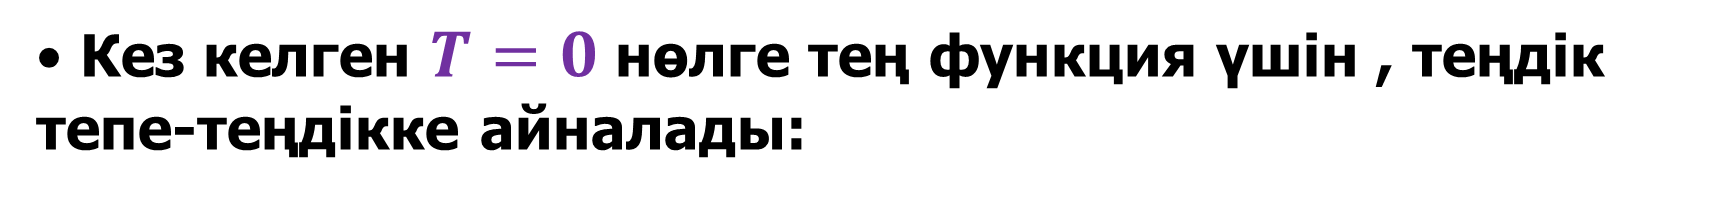 • Кез келген T = 0 нөлге тең функция үшін , теңдік
тепе-теңдікке айналады: